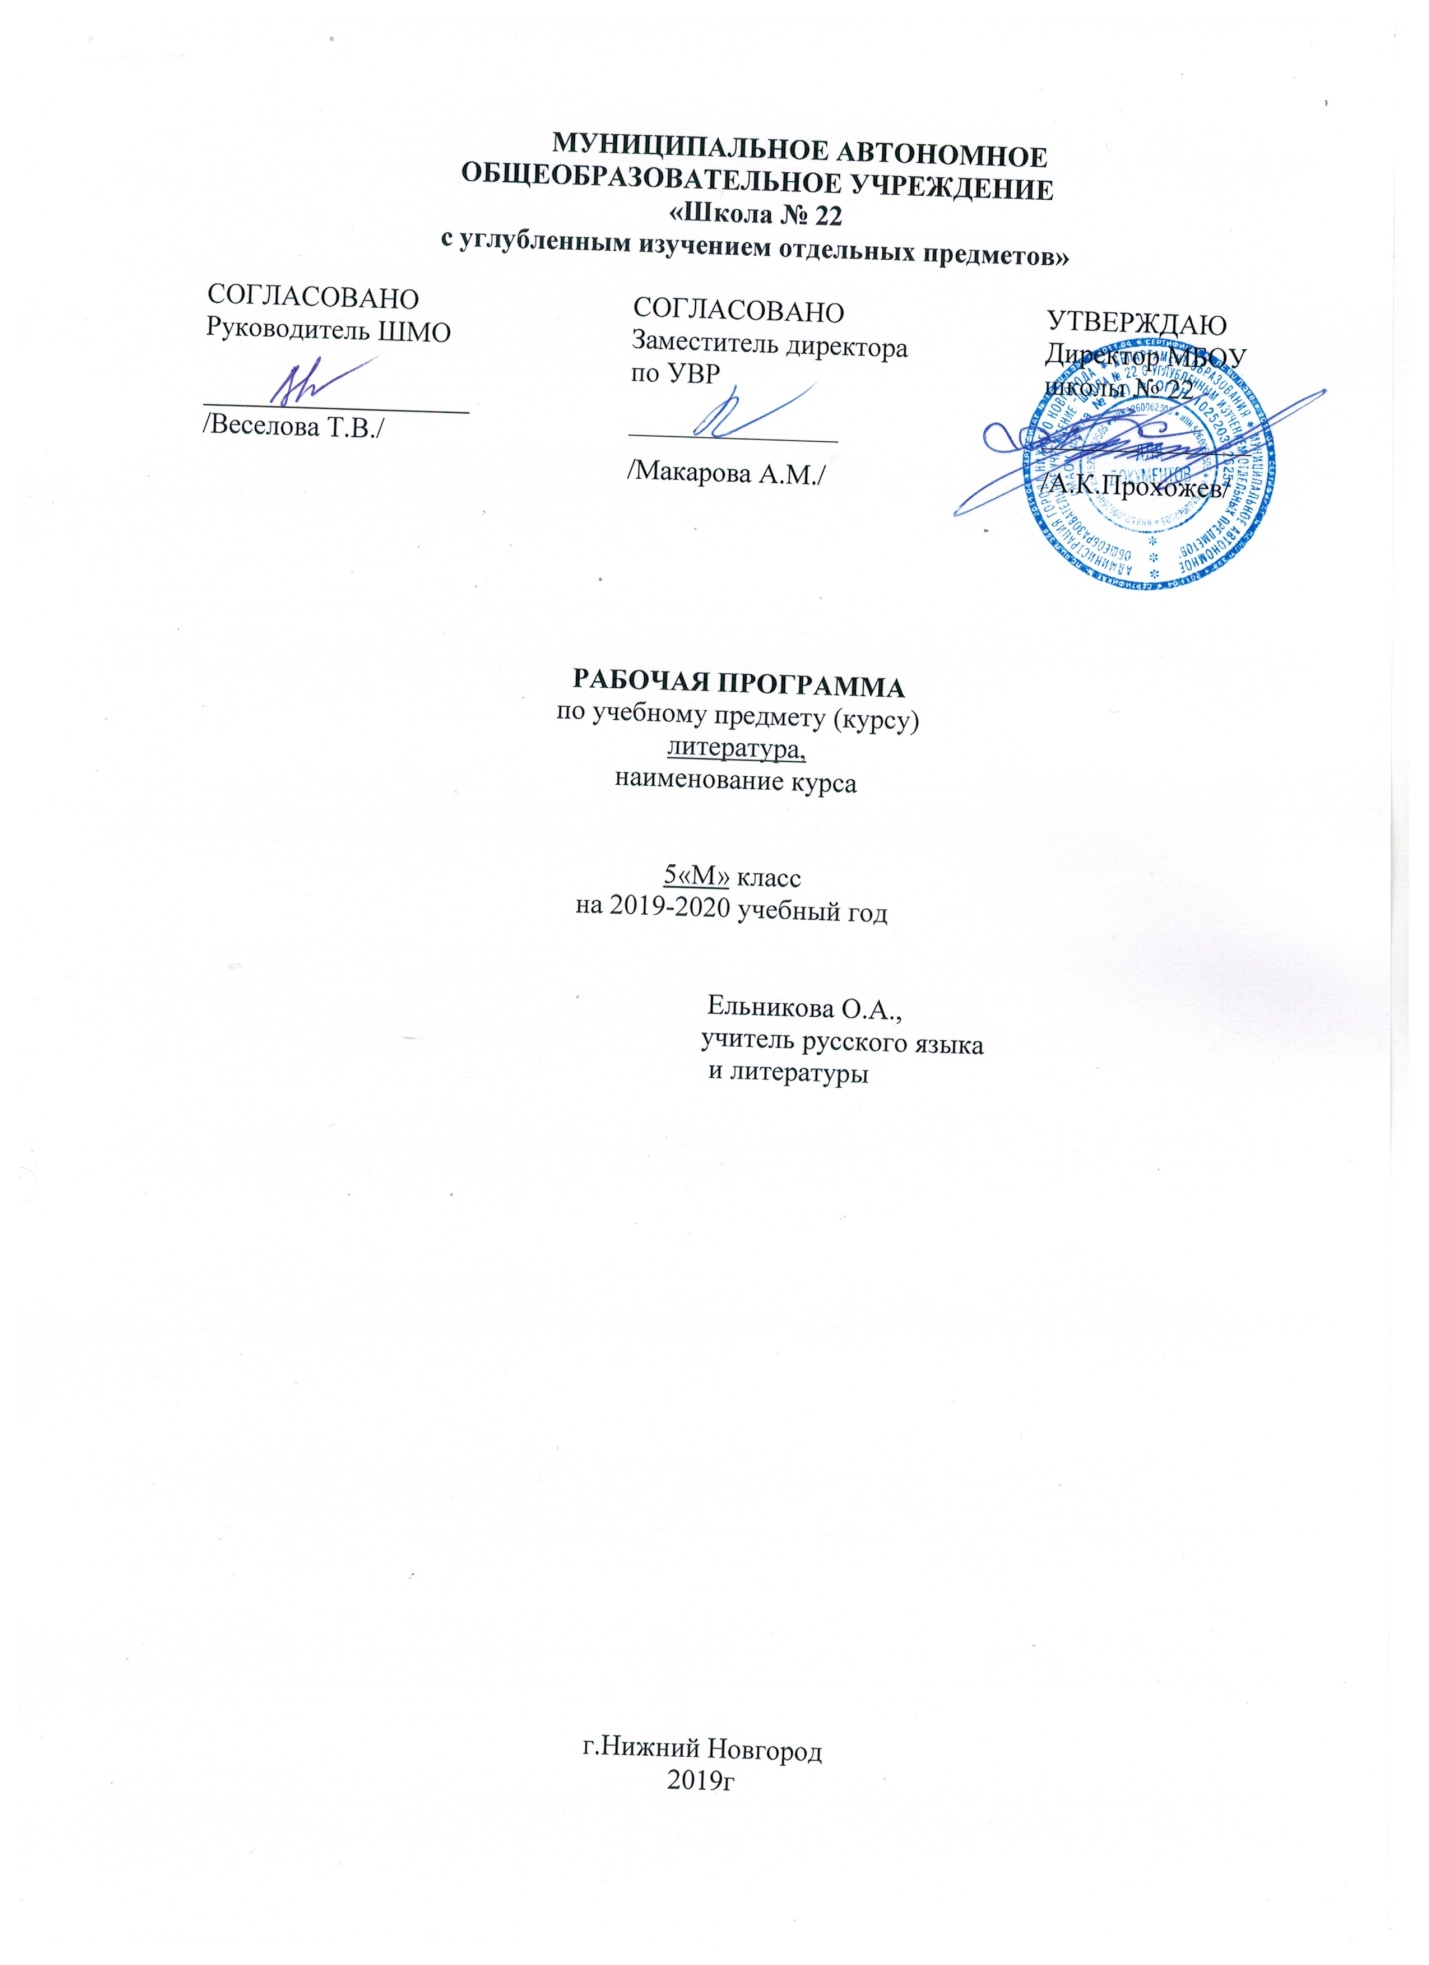 МУНИЦИПАЛЬНОЕ АВТОНОМНОЕ
ОБЩЕОБРАЗОВАТЕЛЬНОЕ УЧРЕЖДЕНИЕ
«Школа № 22
с углубленным изучением отдельных предметов»
СОГЛАСОВАНО
Руководитель ШМО
/Веселова Т.В./
СОГЛАСОВАНО
Заместитель директора
по УВР
/Макарова А.М./
УТВЕРЖДАЮ
Директор МБОУ
школы № 22
/А.К.Прохожев/
ДОКУМЕНТОВ
РАБОЧАЯ ПРОГРАММА
по учебному предмету (курсу)
литература,
наименование курса
5«М» класс
на 2019-2020 учебный год
Ельникова О.А.,
учитель русского языка
и литературы
г.Нижний Новгород
2019г